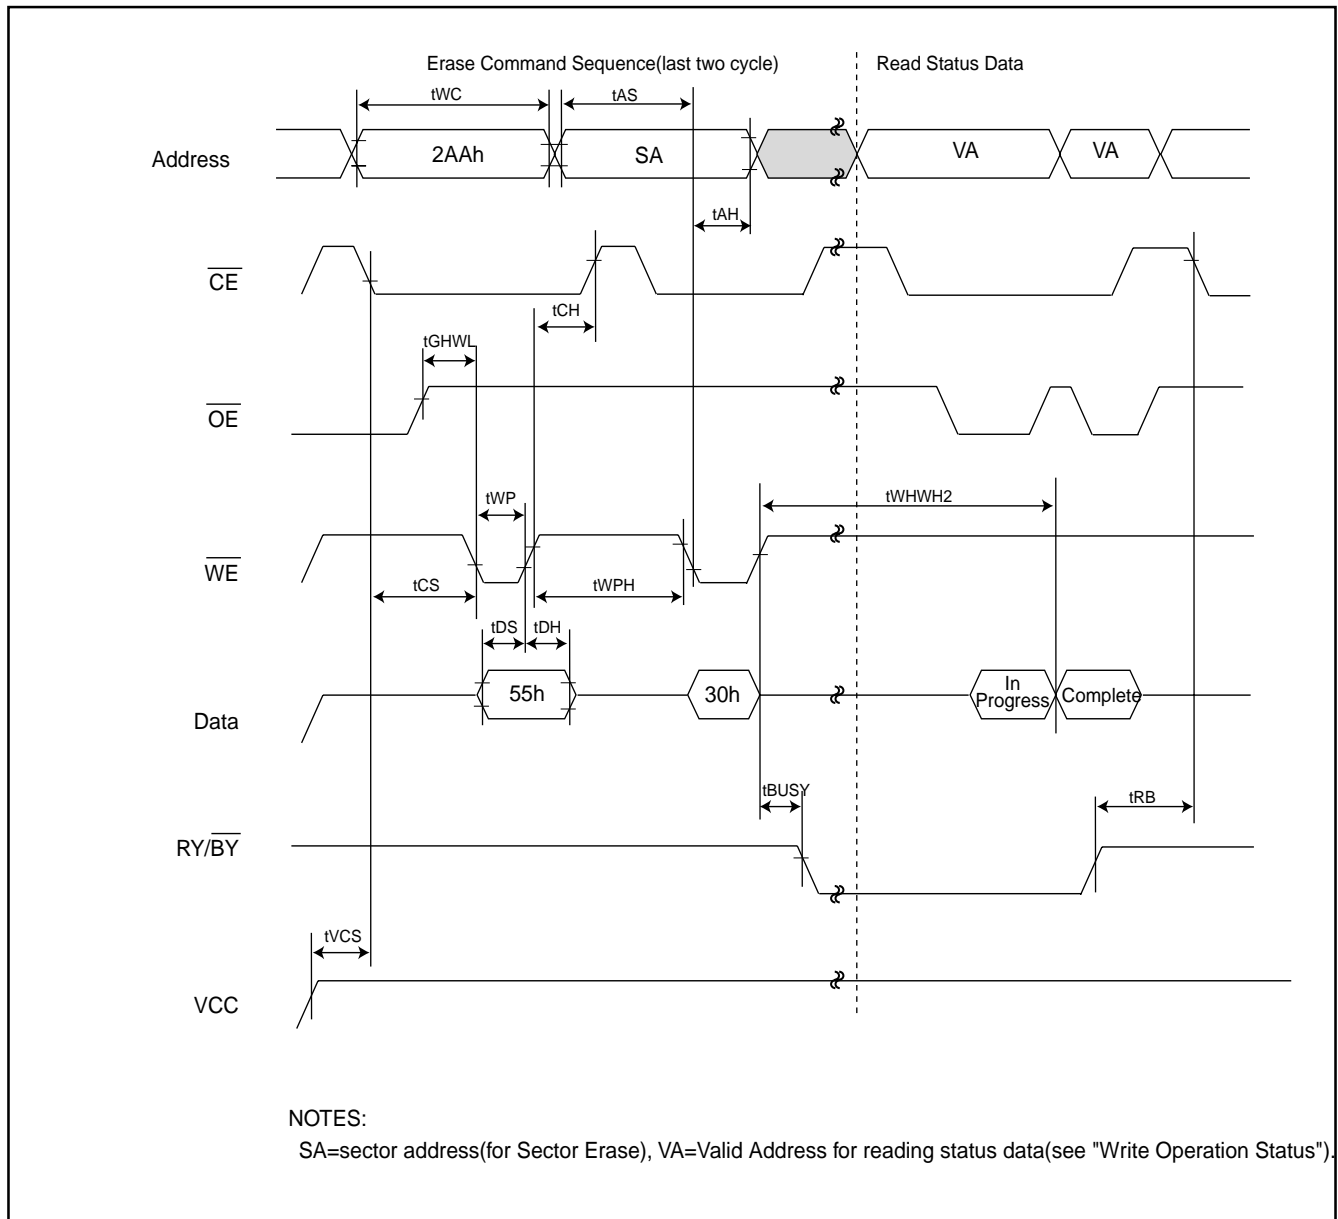 Erase Command Sequence(last two cycle)
Read Status Data
tWC
tAS
Address
2AAh
SA
VA
VA
tAH
CE
tCH
tGHWL
OE
tWP
tWHWH2
WE
tCS
tWPH
tDS
tDH
Data
55h
30h
In
Progress
Complete
tBUSY
tRB
RY/BY
tVCS
VCC
NOTES:
SA=sector address(for Sector Erase), VA=Valid Address for reading status data(see "Write Operation Status").